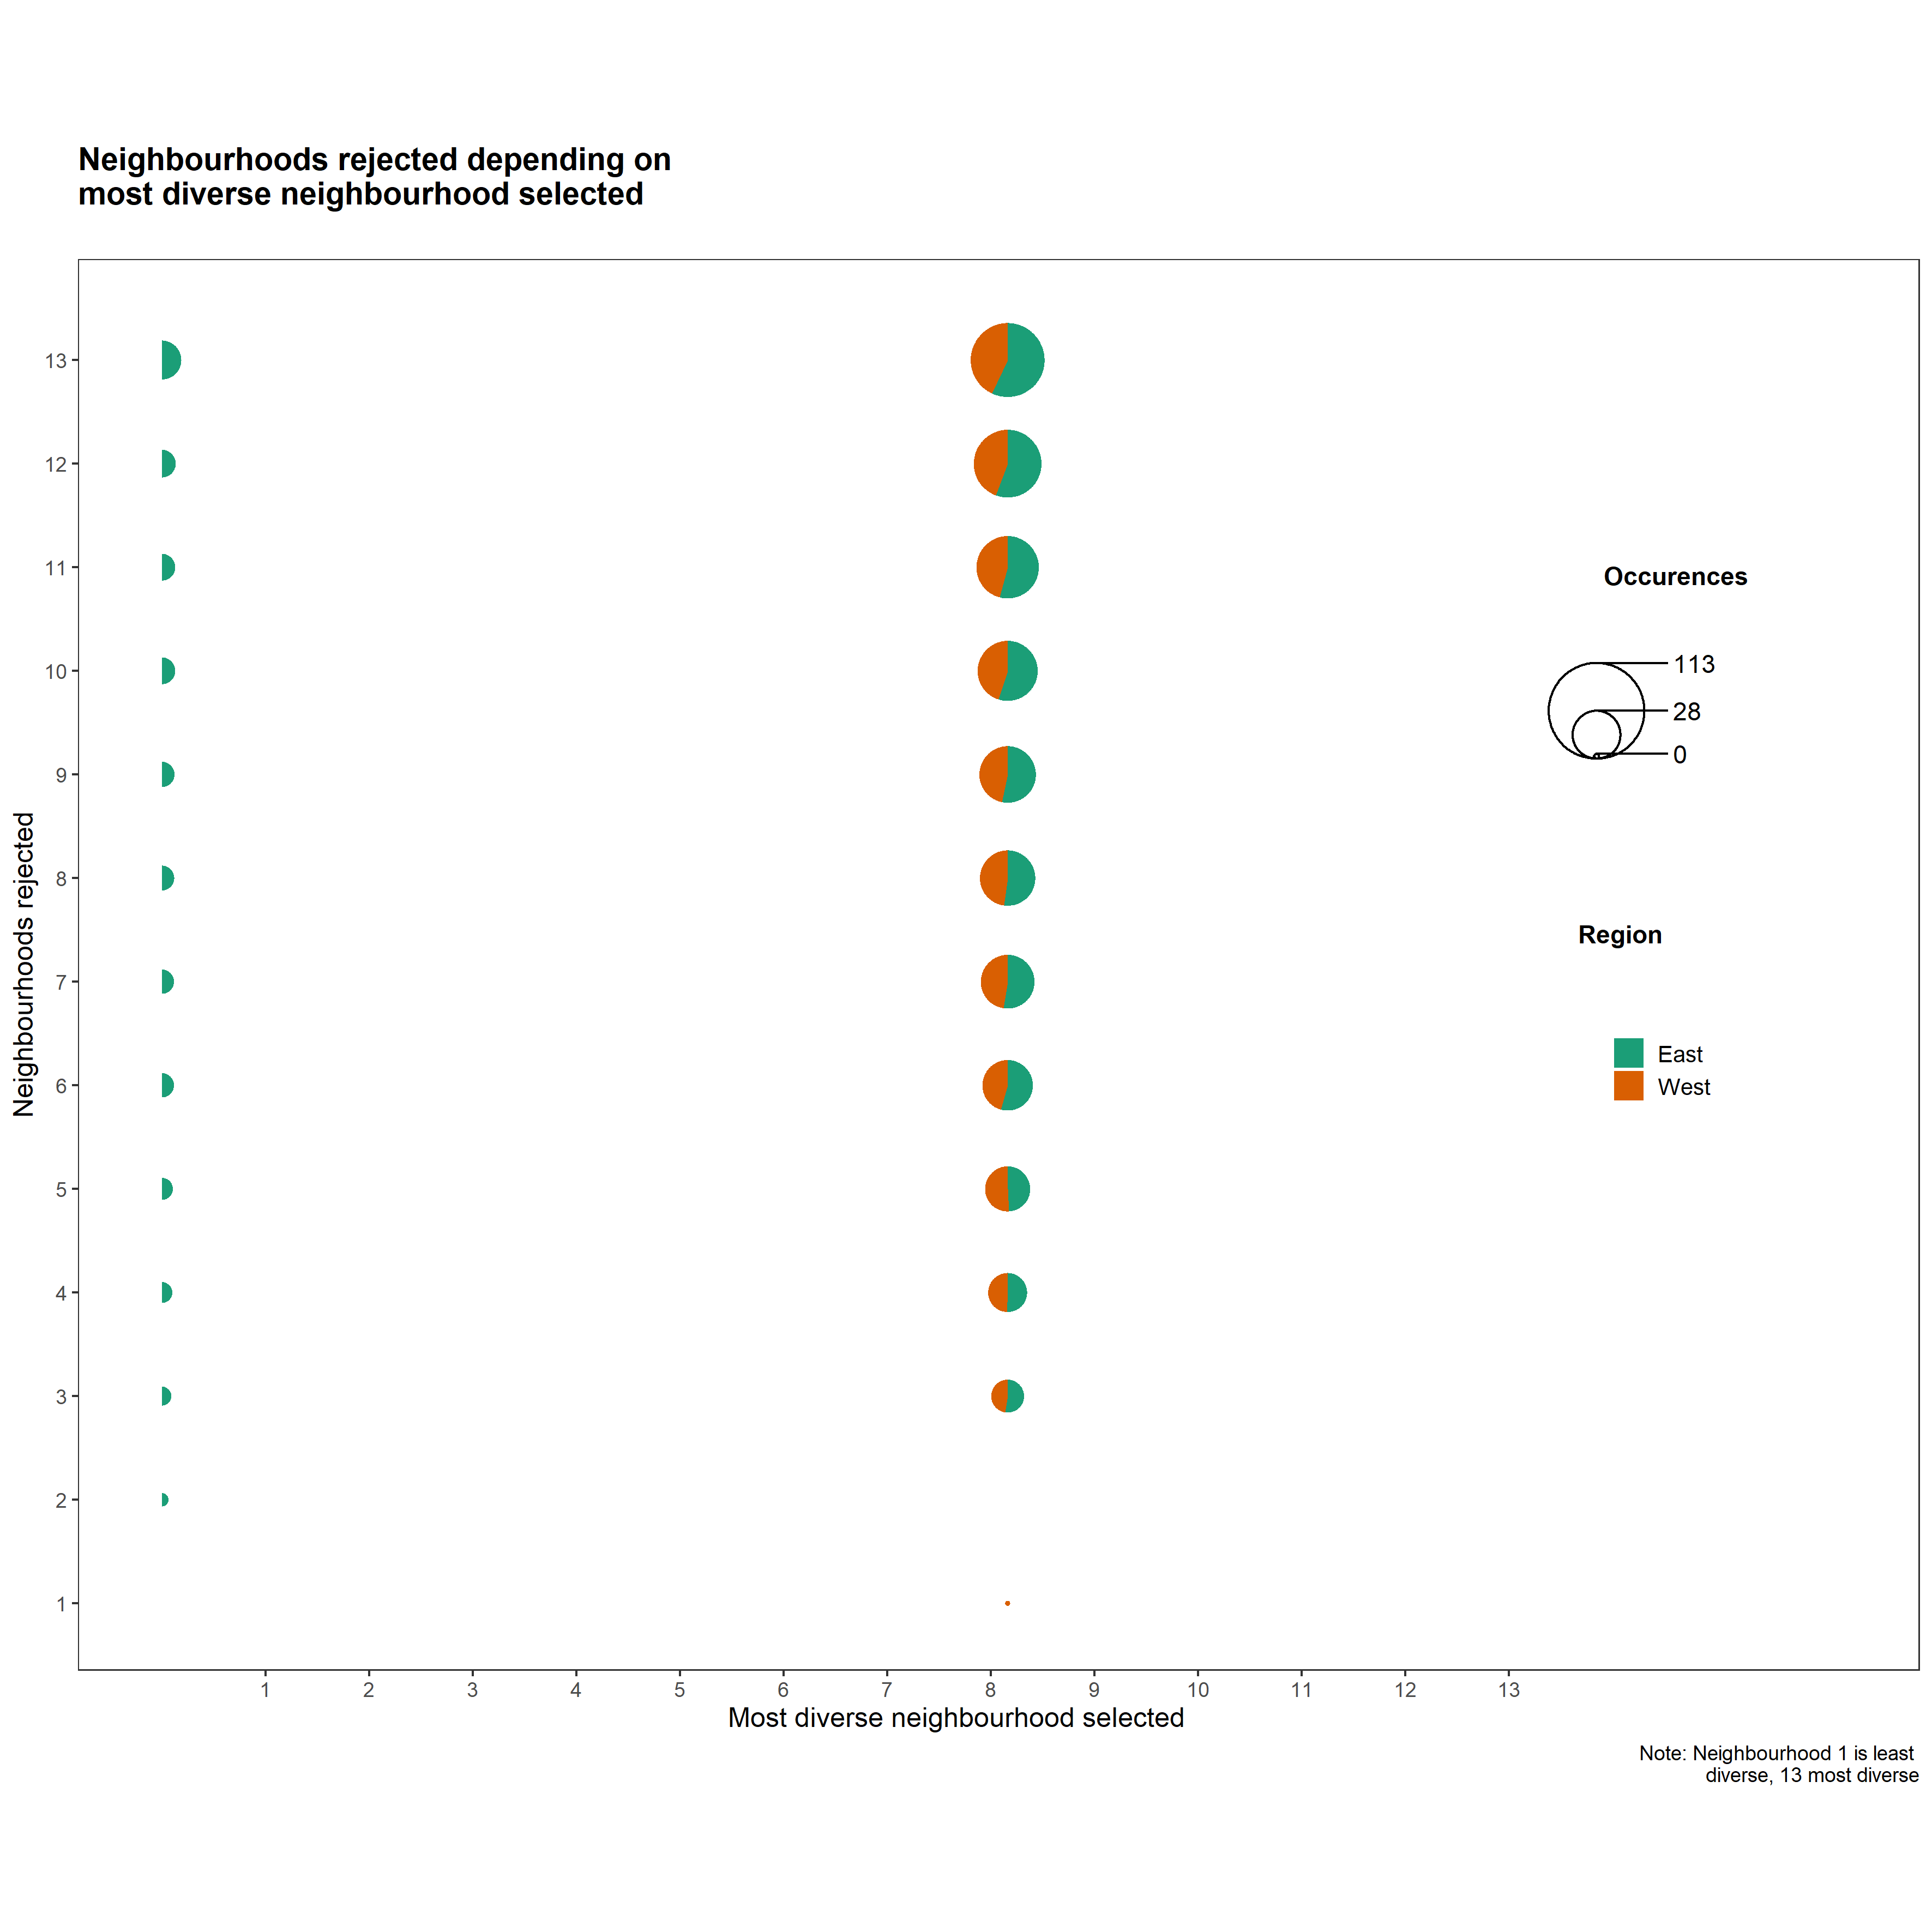 Neighbourhoods rejected depending on
most diverse neighbourhood selected
13
12
11
10
9
8
7
6
5
4
3
2
1
Neighbourhoods rejected
Occurences
113
28
0
Region
East
West
1 2 3 4 5 6 7 8 9 10 11 12 13
Most diverse neighbourhood selected
Note: Neighbourhood 1 is least
diverse, 13 most diverse